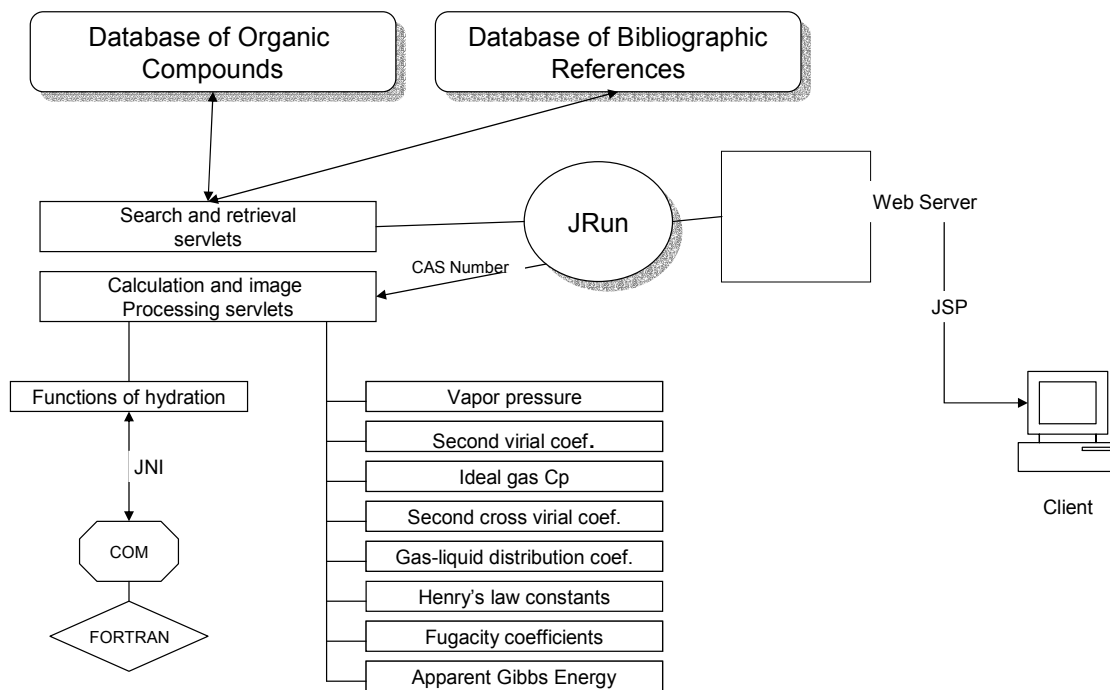 Database of Organic
Compounds
Database of Bibliographic
References
Search and retrieval
servlets
JRun
Web Server
CAS Number
Calculation and image
Processing servlets
JSP
Functions of hydration
Vapor pressure
Second virial coef.
JNI
Ideal gas Cp
Second cross virial coef.
Client
COM
Gas-liquid distribution coef.
Henry's law constants
FORTRAN
Fugacity coefficients
Apparent Gibbs Energy